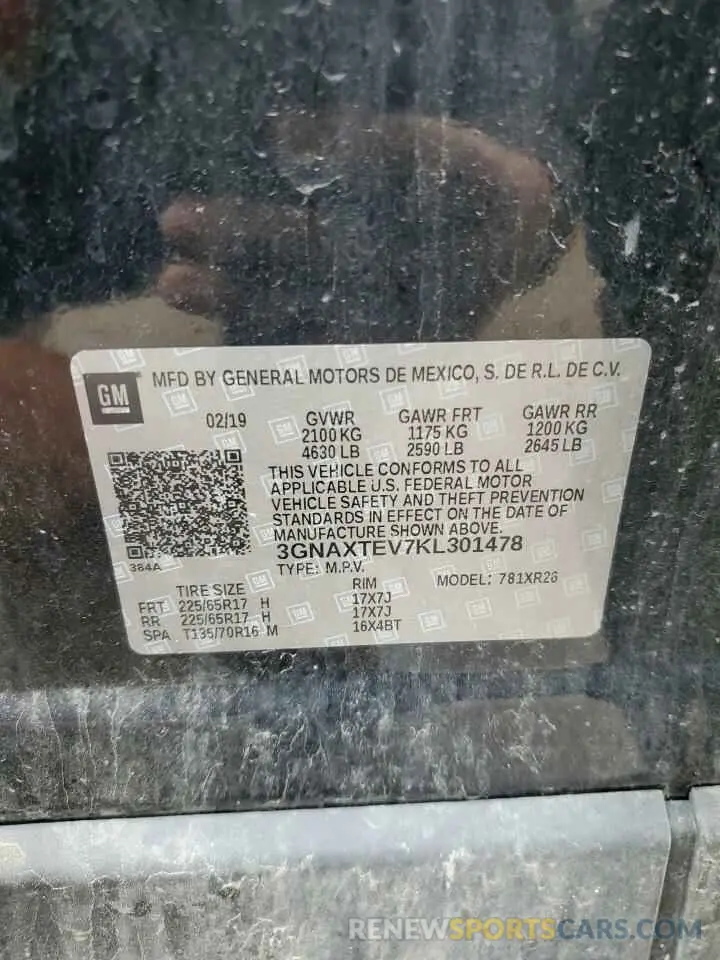 GM
MFD BY GENERAL MOTORS DE MEXICO, S. DE R.L. DE C.V.
02/19 GVWR GAWR FRT GAWR RR
2100 KG 1175 KG 1200 KG
4630 LB 2590 LB 2645 LB
THIS VEHICLE CONFORMS TO ALL
APPLICABLE U.S. FEDERAL MOTOR
VEHICLE SAFETY AND THEFT PREVENTION
STANDARDS IN EFFECT ON THE DATE OF
MANUFACTURE SHOWN ABOVE.
3GNAXTEV7KL301478
384A TYPE: M.P.V.
TIRE SIZE RIM MODEL: 781XR26
FRT 225/65R17 H 17X7J
RR 225/65R17 H 17X7J
SPA T135/70R16 M 16X4BT
RENEWSPORTSCARS.COM